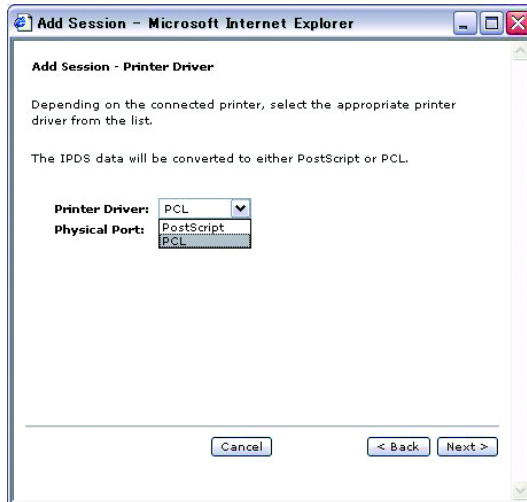 Add Session - Microsoft Internet Explorer
Add Session - Printer Driver
Depending on the connected printer, select the appropriate printer
driver from the list.
The IPDS data will be converted to either PostScript or PCL.
Printer Driver: PCL
Physical Port: PostScript
PCL
Cancel < Back Next >